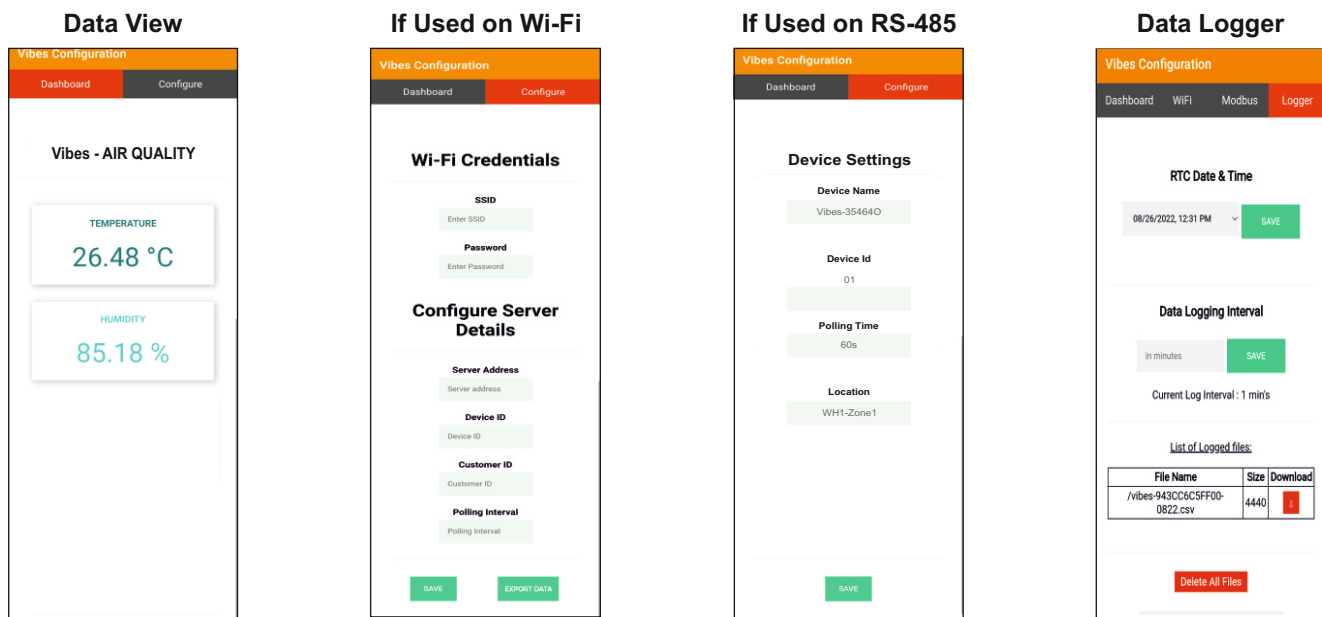 Data View
Vibes Configuration
Dashboard Configure
Vibes - AIR QUALITY
TEMPERATURE
26.48 °C
HUMIDITY
85.18 %
If Used on Wi-Fi
Vibes Configuration
Dashboard Configure
Wi-Fi Credentials
SSID
Enter SSID
Password
Enter Password
Configure Server
Details
Server Address
Server address
Device ID
Device ID
Customer ID
Customer ID
Polling Interval
Polling Interval
SAVE EXPORT DATA
If Used on RS-485
Vibes Configuration
Dashboard Configure
Device Settings
Device Name
Vibes-35464O
Device Id
01
Polling Time
60s
Location
WH1-Zone1
SAVE
Data Logger
Vibes Configuration
Dashboard WiFi Modbus Logger
RTC Date & Time
08/26/2022, 12:31 PM SAVE
Data Logging Interval
in minutes SAVE
Current Log Interval : 1 min's
List of Logged files:
File Name Size Download
/vibes-943CC6C5FF00-
0822.csv 4440
Delete All Files